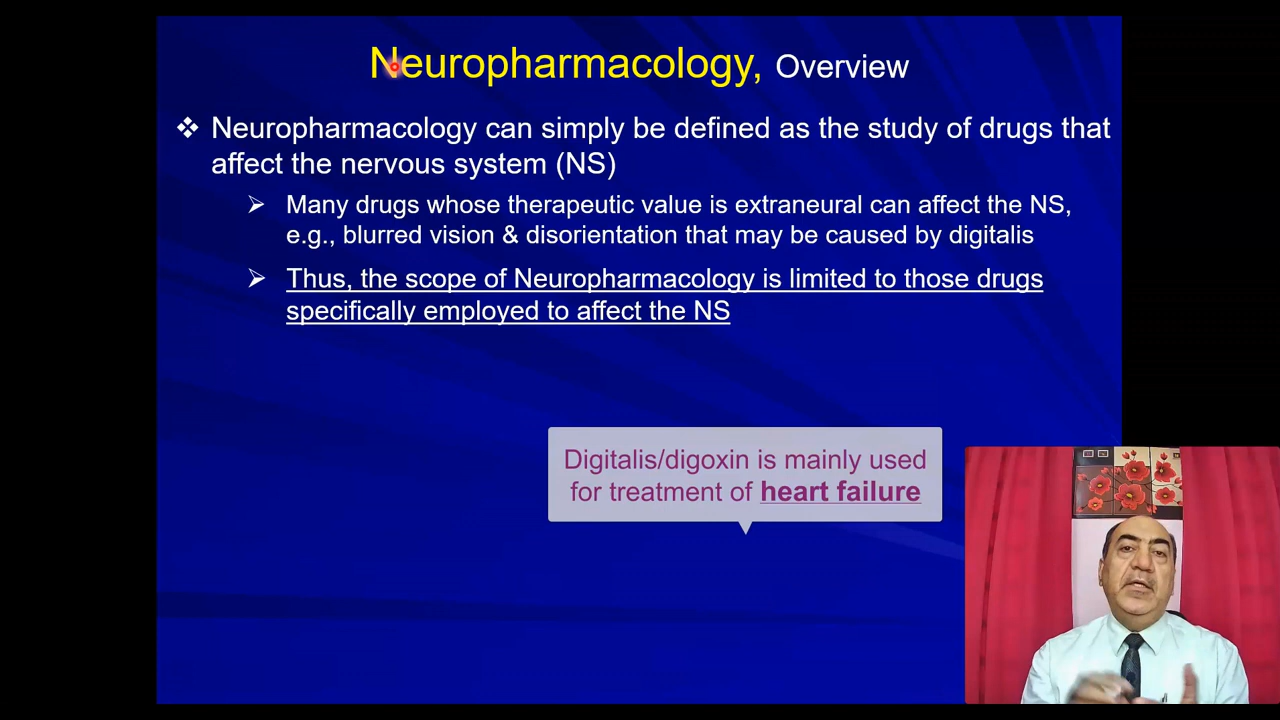 Neuropharmacology, Overview
❖ Neuropharmacology can simply be defined as the study of drugs that
affect the nervous system (NS)
➢ Many drugs whose therapeutic value is extraneural can affect the NS,
e.g., blurred vision & disorientation that may be caused by digitalis
➢ Thus, the scope of Neuropharmacology is limited to those drugs
specifically employed to affect the NS
Digitalis/digoxin is mainly used
for treatment of heart failure